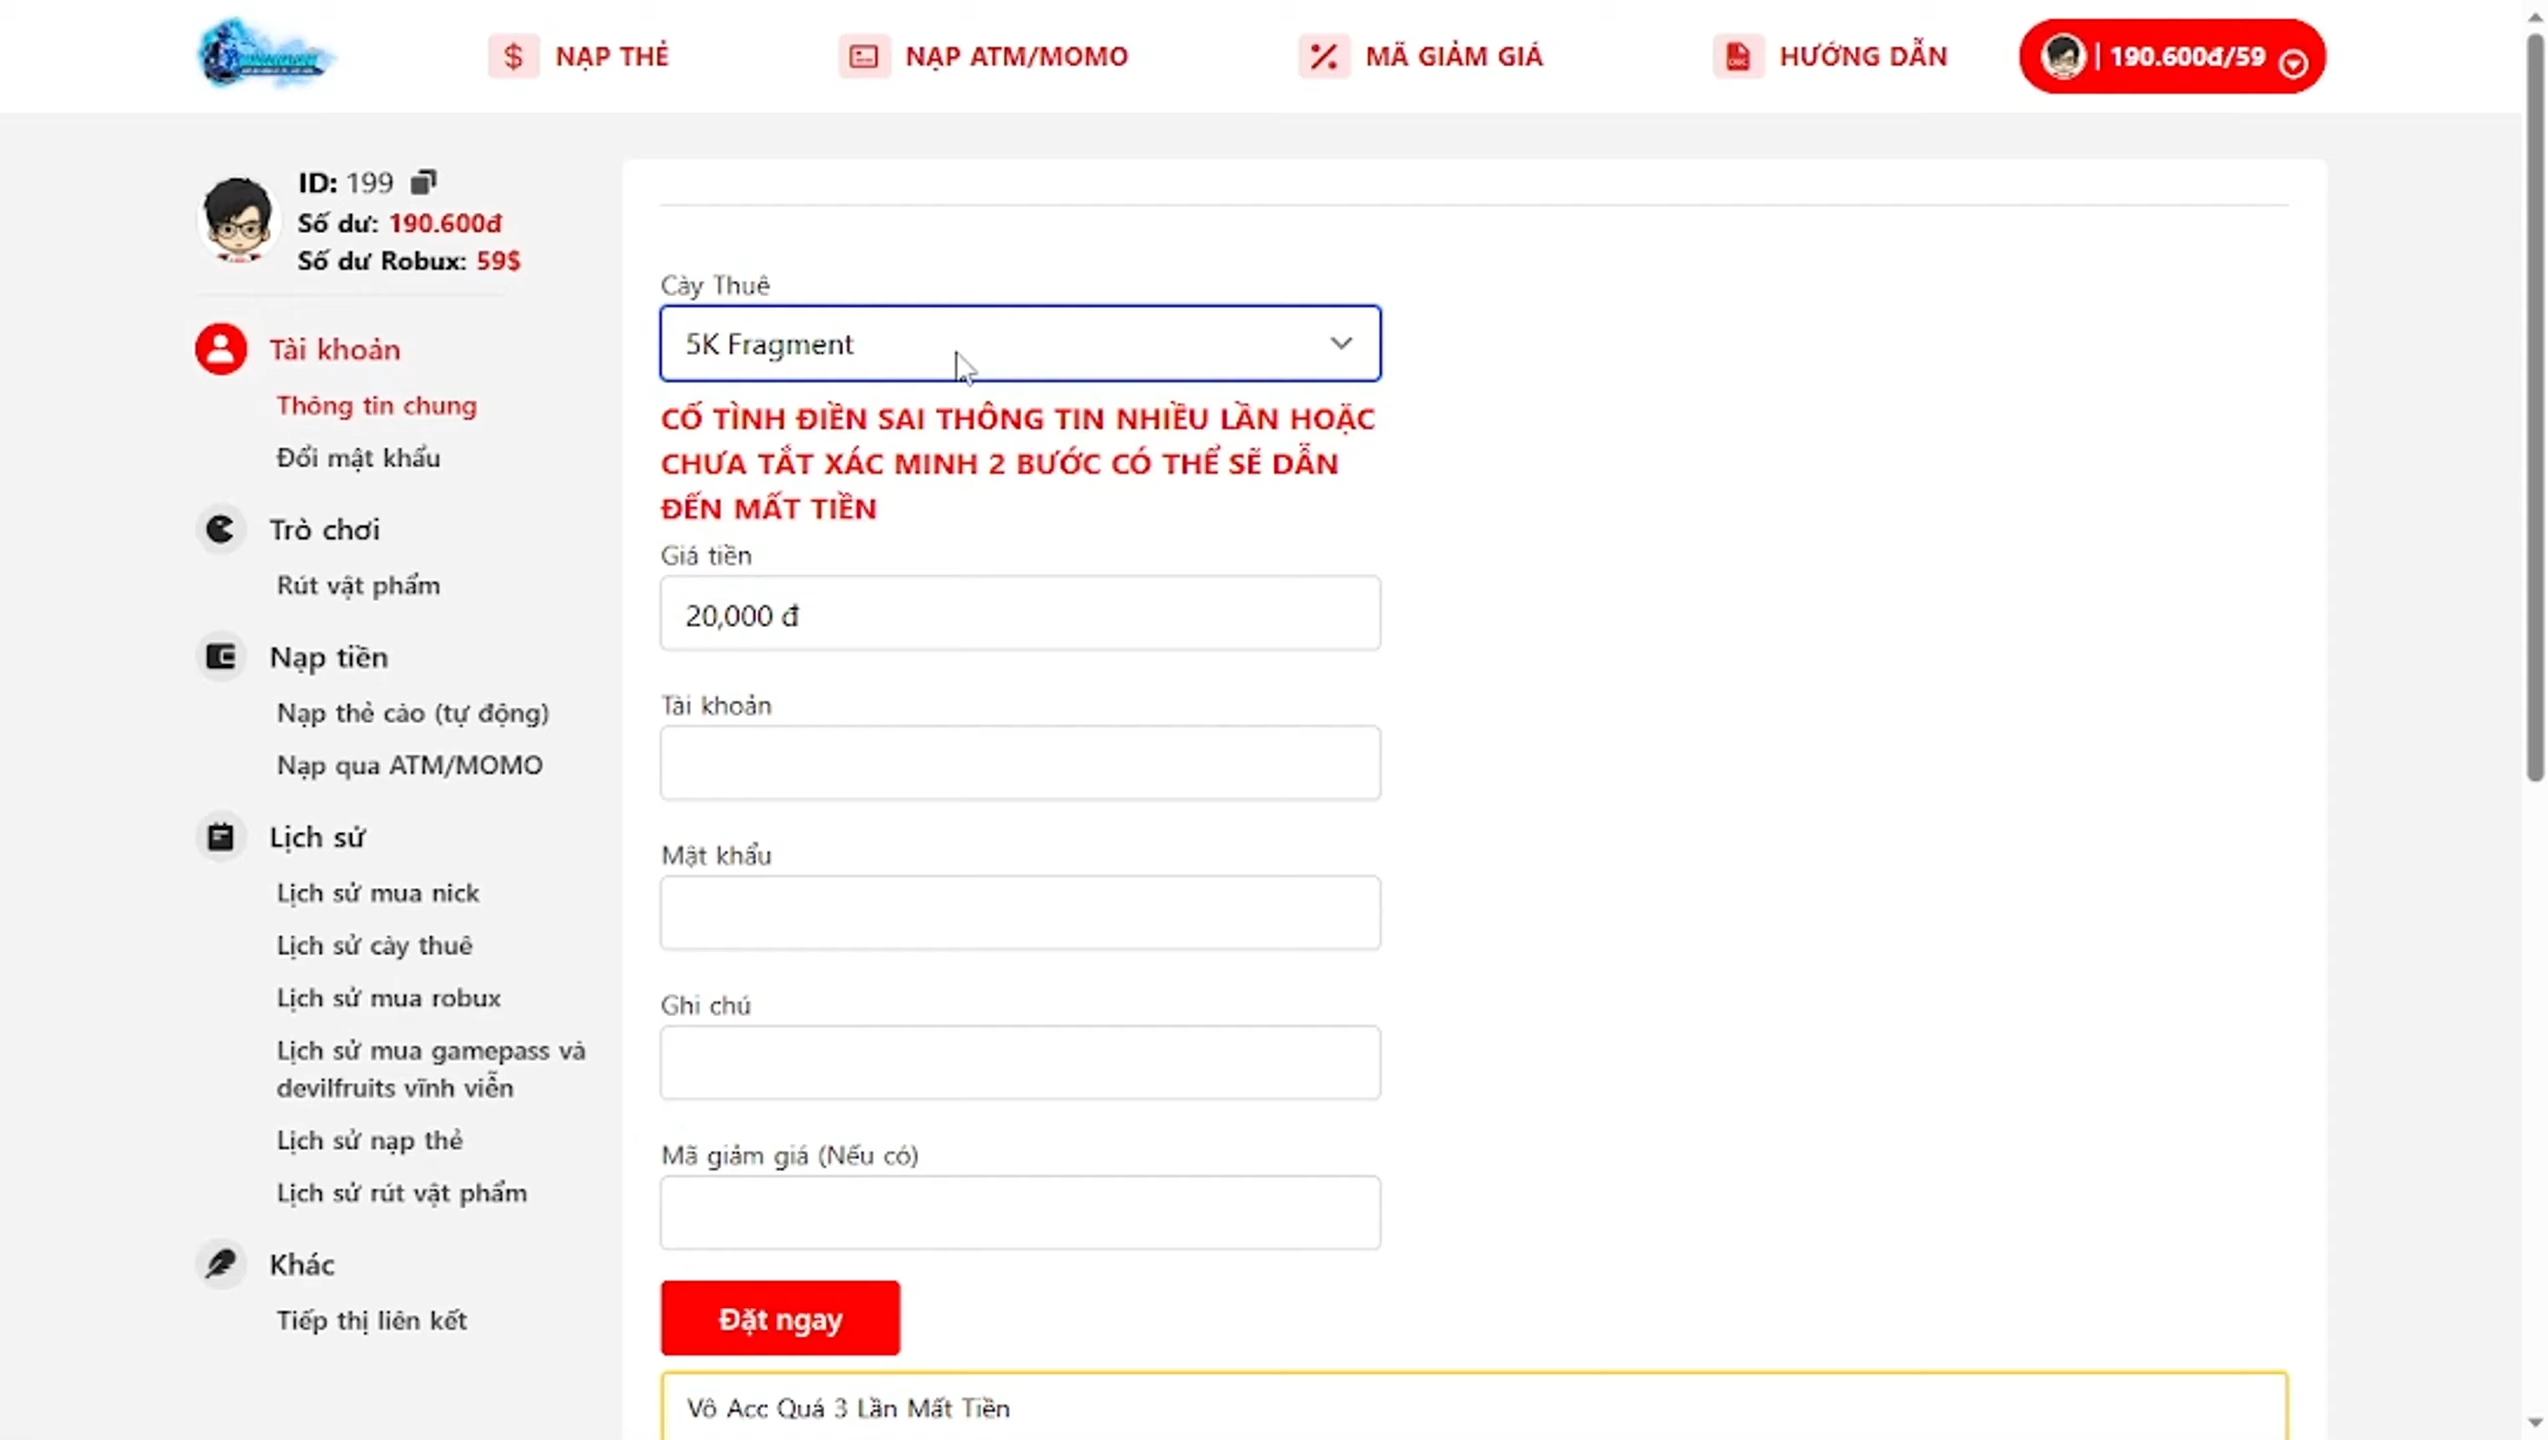 NẠP THẺ
NẠP ATM/MOMO
MÃ GIẢM GIÁ
HƯỚNG DẪN
| 190.600đ/59
ID: 199
Số dư: 190.600đ
Số dư Robux: 59$
Tài khoản
Thông tin chung
Đổi mật khẩu
Trò chơi
Rút vật phẩm
Nạp tiền
Nạp thẻ cào (tự động)
Nạp qua ATM/MOMO
Lịch sử
Lịch sử mua nick
Lịch sử cày thuê
Lịch sử mua robux
Lịch sử mua gamepass và
devilfruits vĩnh viễn
Lịch sử nạp thẻ
Lịch sử rút vật phẩm
Khác
Tiếp thị liên kết
Cày Thuê
5K Fragment
CỐ TÌNH ĐIỀN SAI THÔNG TIN NHIỀU LẦN HOẶC
CHƯA TẮT XÁC MINH 2 BƯỚC CÓ THỂ SẼ DẪN
ĐẾN MẤT TIỀN
Giá tiền
20,000 đ
Tài khoản
Mật khẩu
Ghi chú
Mã giảm giá (Nếu có)
Đặt ngay
Vô Acc Quá 3 Lần Mất Tiền